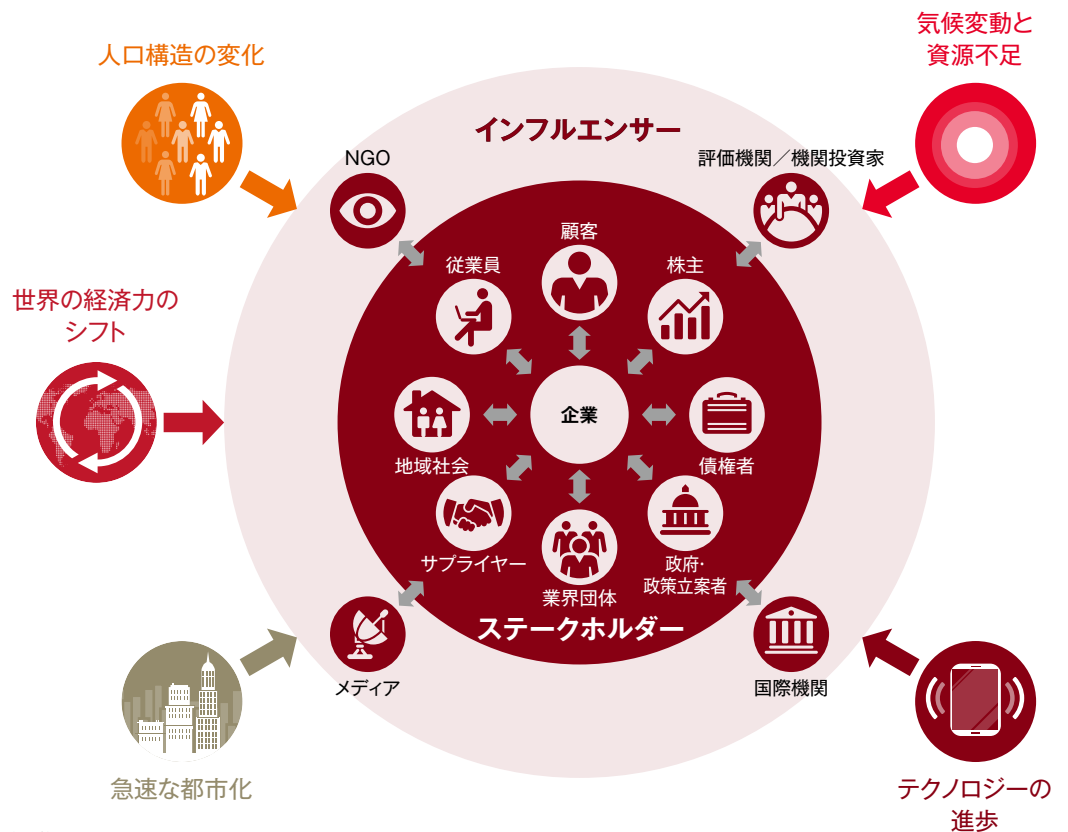 気候変動と
資源不足
人口構造の変化
インフルエンサー
NGO
評価機関／機関投資家
顧客
従業員
株主
世界の経済力の
シフト
企業
地域社会
債権者
サプライヤー
政府・
政策立案者
業界団体
ステークホルダー
メディア
国際機関
急速な都市化
テクノロジーの
進歩